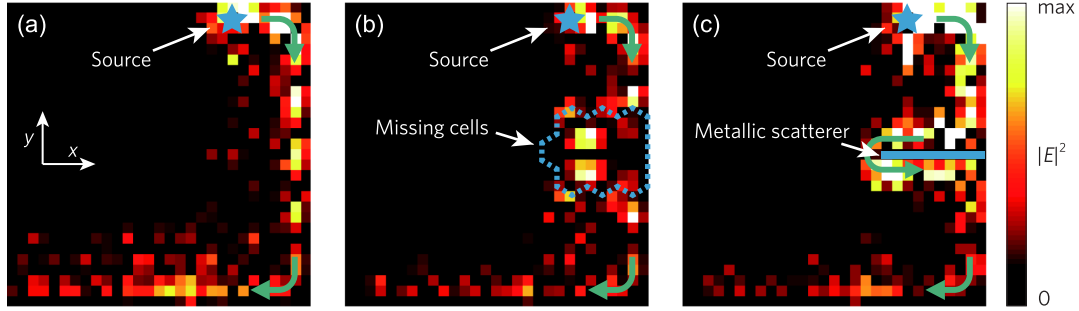 (a)
Source
y
x
(b)
Source
Missing cells
(c)
Source
Metallic scatterer
max
|E|²
0